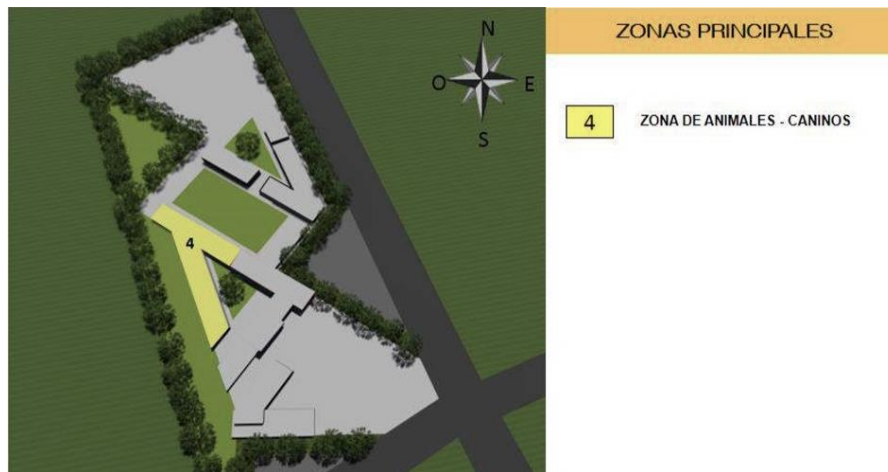 ZONAS PRINCIPALES
N
O
E
S
4
ZONA DE ANIMALES - CANINOS
4